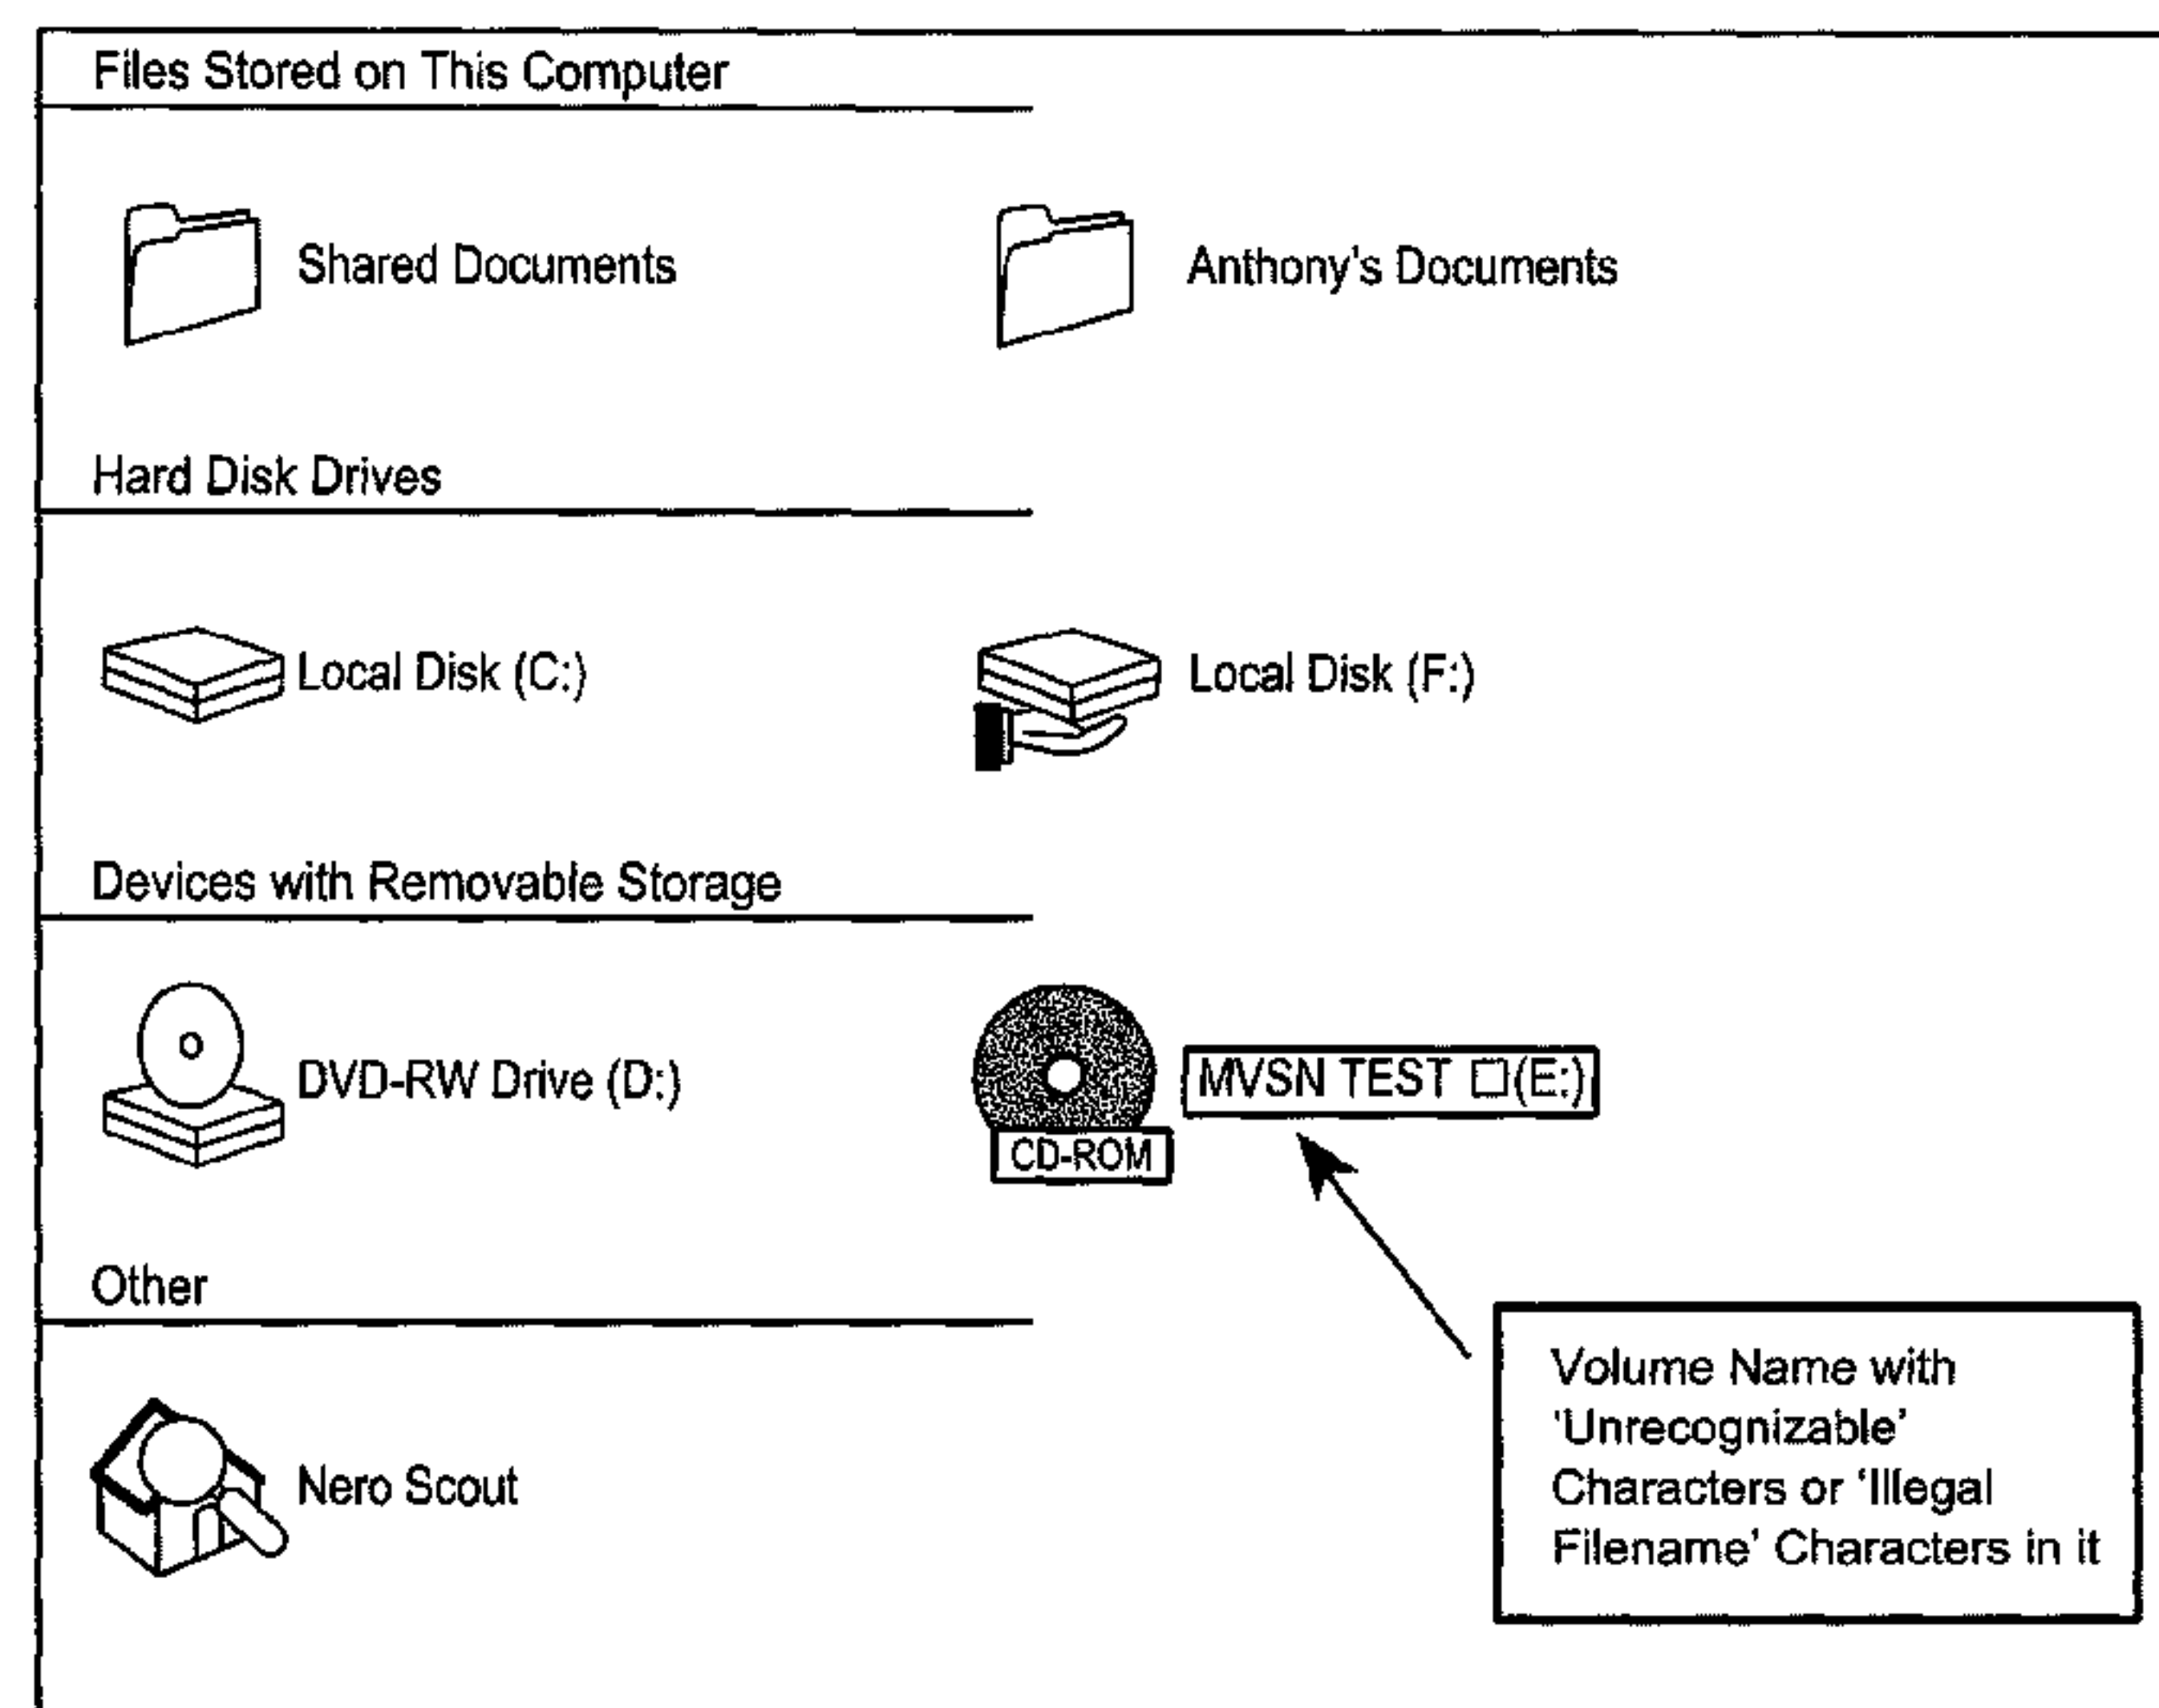 Files Stored on This Computer
Shared Documents
Anthony's Documents
Hard Disk Drives
Local Disk (C:)
Local Disk (F:)
Devices with Removable Storage
DVD-RW Drive (D:)
MVSN TEST □(E:)
CD-ROM
Other
Volume Name with
‘Unrecognizable’
Characters or ‘Illegal
Filename’ Characters in it
Nero Scout